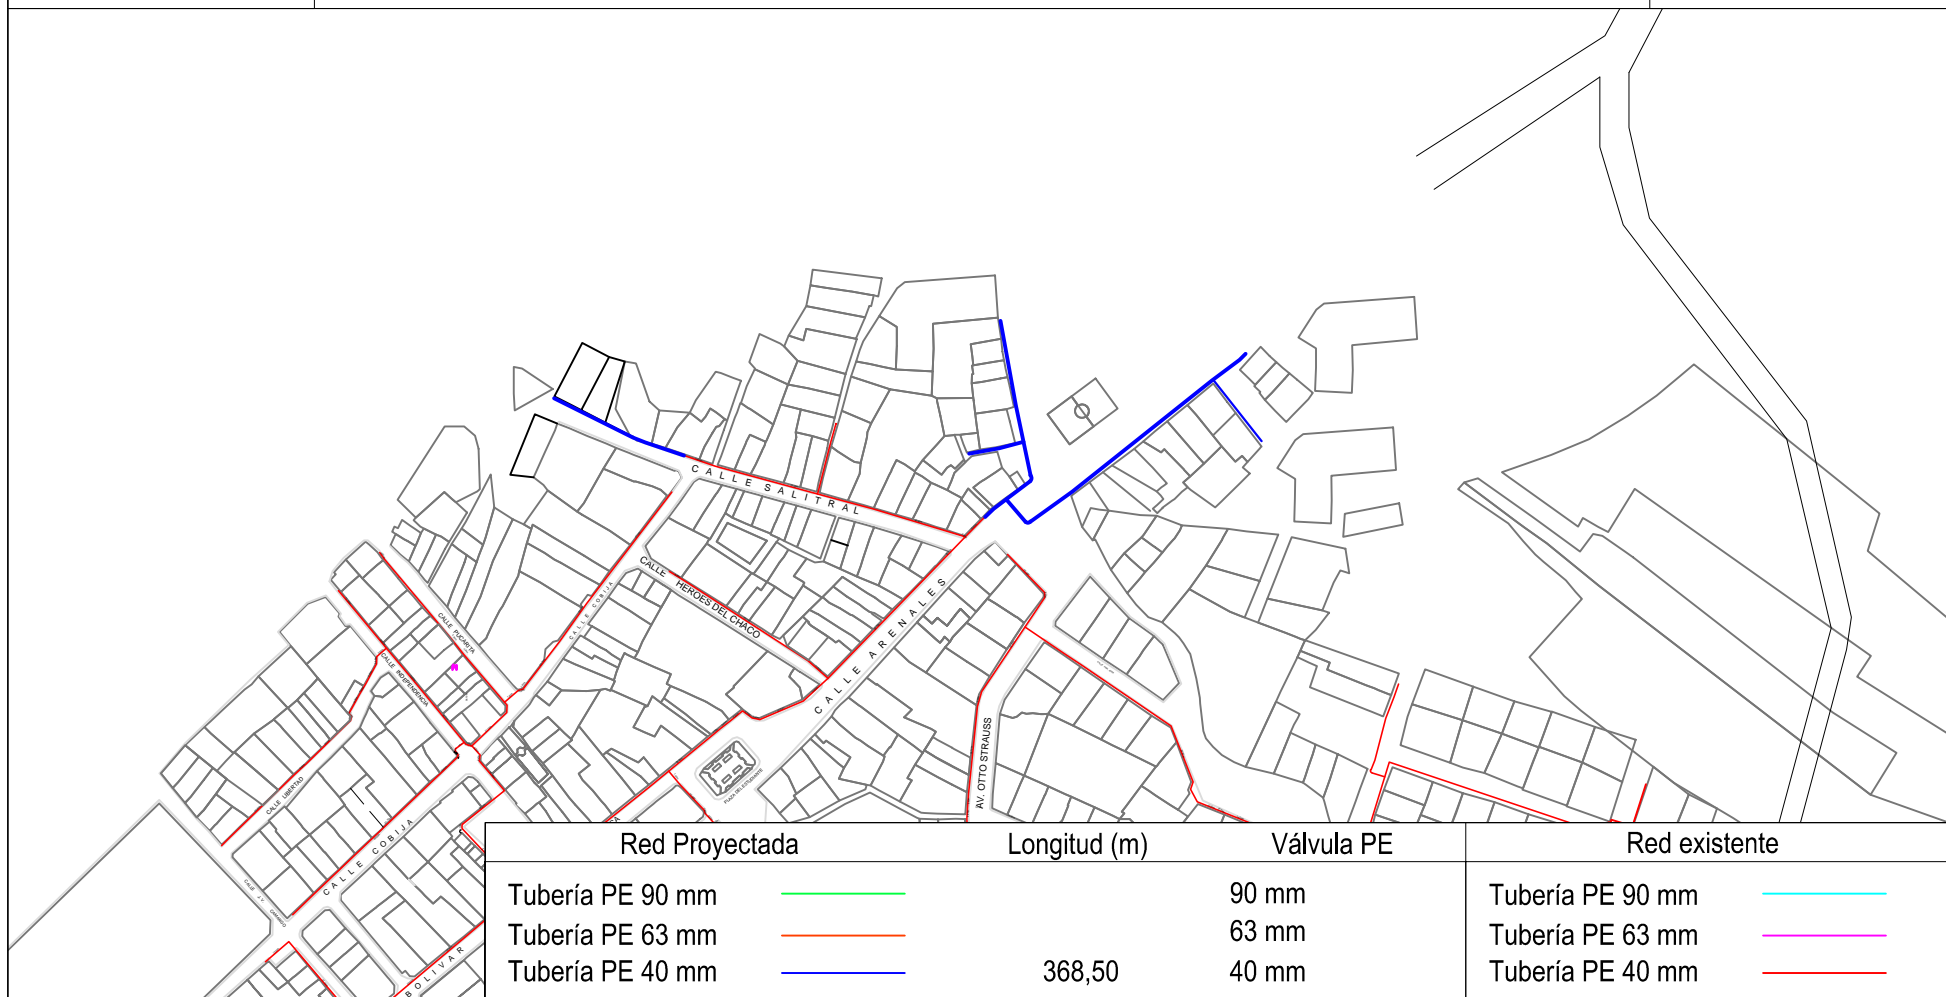 CALLE SALITRAL
CALLE COBIJA
CALLE HEROES DEL CHACO
CALLE PUCARITA
CALLE INDEPENDENCIA
CALLE ARENALES
AV. OTTO STRAUSS
PLAZA DEL ESTUDIANTE
CALLE LIBERTAD
CALLE COBIJA
BOLIVAR
Red Proyectada Longitud (m) Válvula PE Red existente
Tubería PE 90 mm 90 mm Tubería PE 90 mm
Tubería PE 63 mm 63 mm Tubería PE 63 mm
Tubería PE 40 mm 368,50 40 mm Tubería PE 40 mm